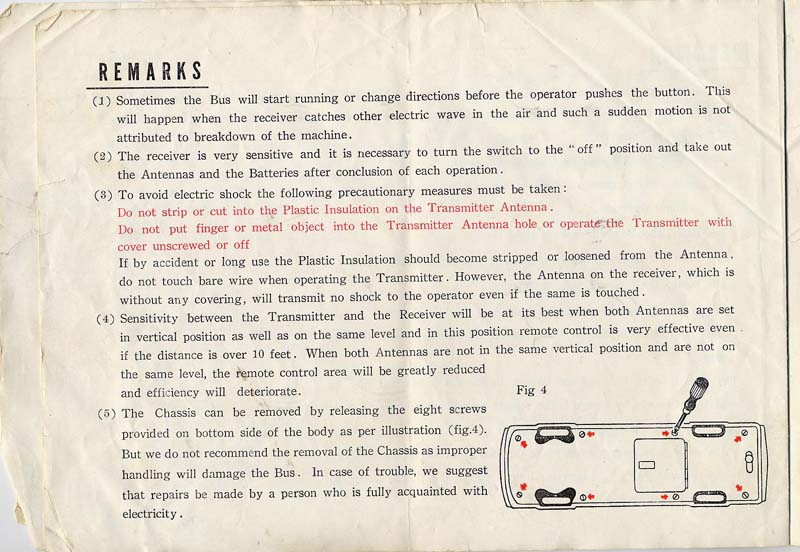 REMARKS
(1) Sometimes the Bus will start running or change directions before the operator pushes the button. This
will happen when the receiver catches other electric wave in the air and such a sudden motion is not
attributed to breakdown of the machine.
(2) The receiver is very sensitive and it is necessary to turn the switch to the "off" position and take out
the Antennas and the Batteries after conclusion of each operation.
(3) To avoid electric shock the following precautionary measures must be taken:
Do not strip or cut into the Plastic Insulation on the Transmitter Antenna.
Do not put finger or metal object into the Transmitter Antenna hole or operate the Transmitter with
cover unscrewed or off
If by accident or long use the Plastic Insulation should become stripped or loosened from the Antenna,
do not touch bare wire when operating the Transmitter. However, the Antenna on the receiver, which is
without any covering, will transmit no shock to the operator even if the same is touched.
(4) Sensitivity between the Transmitter and the Receiver will be at its best when both Antennas are set
in vertical position as well as on the same level and in this position remote control is very effective even
if the distance is over 10 feet. When both Antennas are not in the same vertical position and are not on
the same level, the remote control area will be greatly reduced
and efficiency will deteriorate.
(5) The Chassis can be removed by releasing the eight screws
provided on bottom side of the body as per illustration (fig.4).
But we do not recommend the removal of the Chassis as improper
handling will damage the Bus. In case of trouble, we suggest
that repairs be made by a person who is fully acquainted with
electricity.
Fig 4